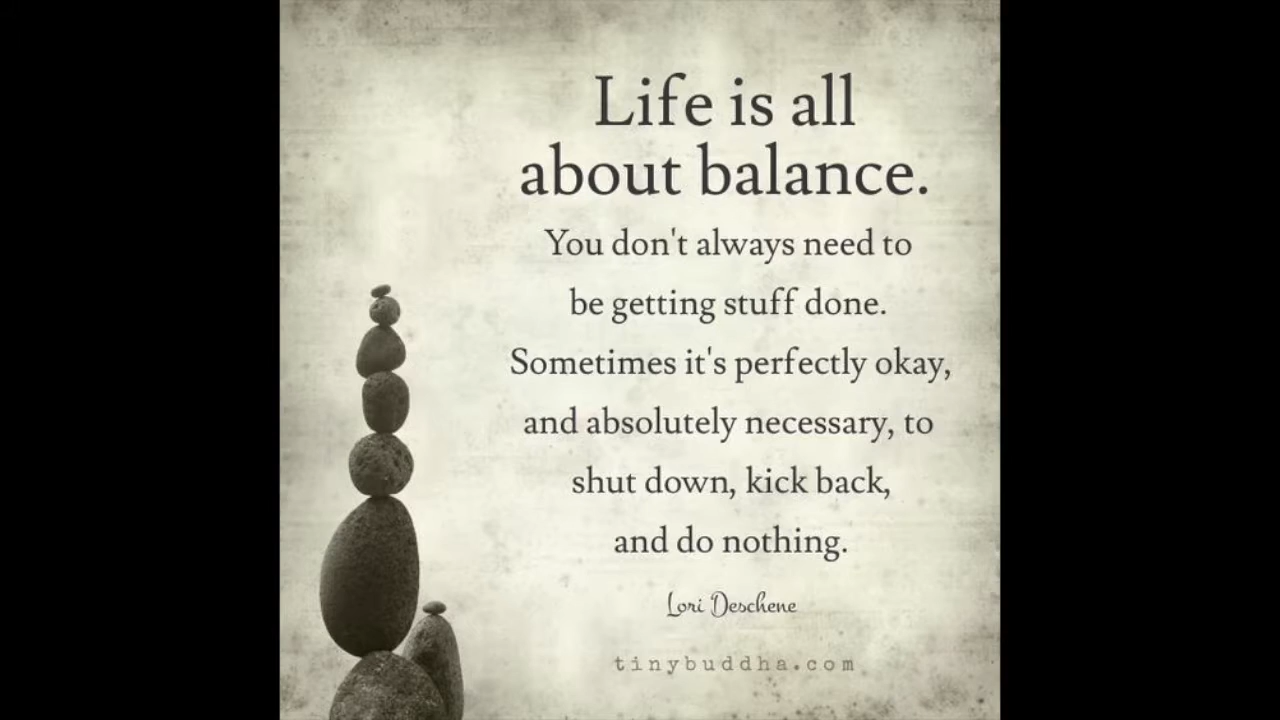 Life is all
about balance.
You don't always need to
be getting stuff done.
Sometimes it's perfectly okay,
and absolutely necessary, to
shut down, kick back,
and do nothing.
Lori Deschene
tinybuddha.com